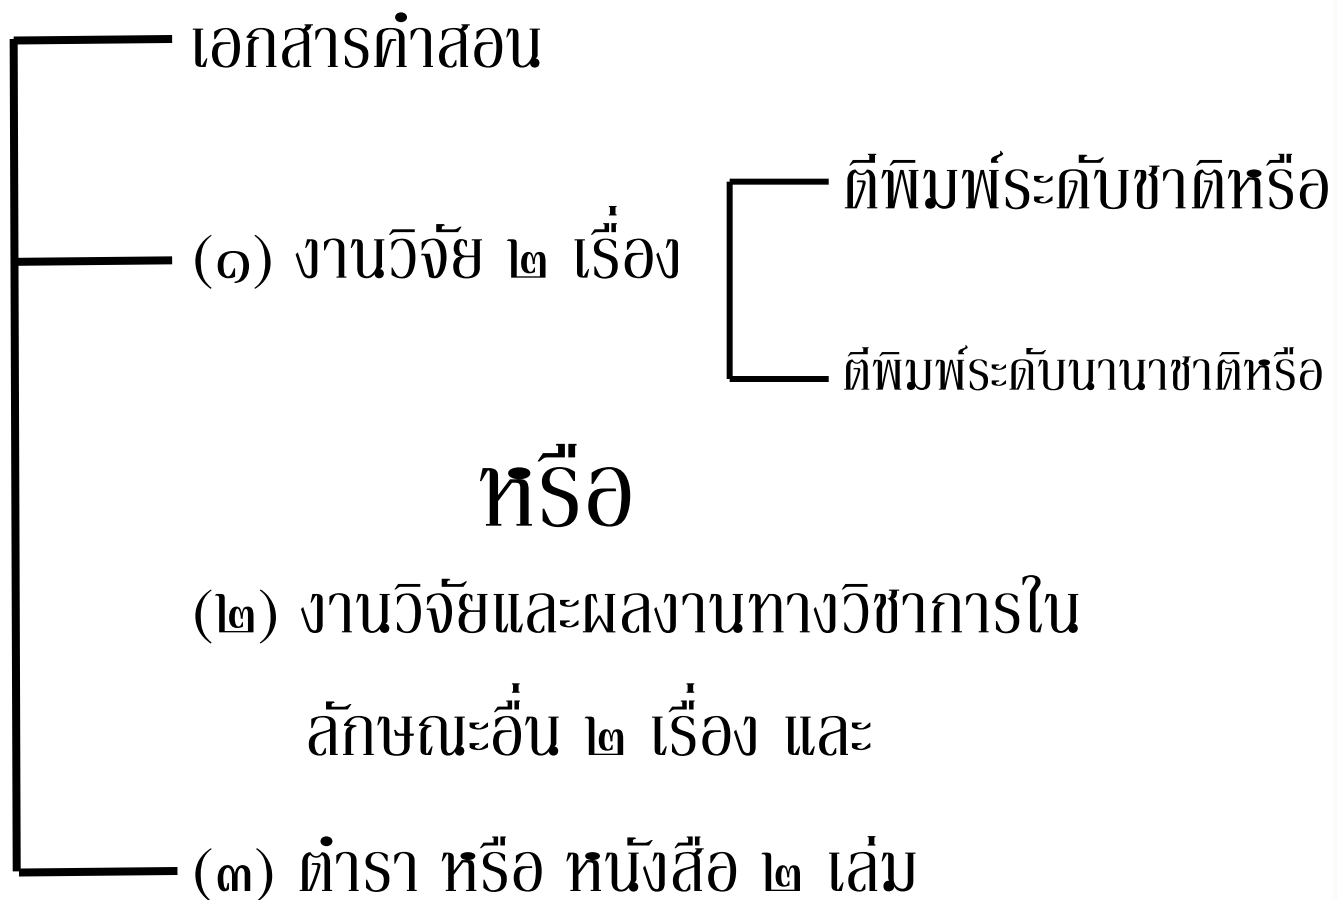 เอกสารคำสอน
ตีพิมพ์ระดับชาติหรือ
(๑) งานวิจัย ๒ เรื่อง
ตีพิมพ์ระดับนานาชาติหรือ
หรือ
(๒) งานวิจัยและผลงานทางวิชาการใน
ลักษณะอื่น ๒ เรื่อง และ
(๓) ตำรา หรือ หนังสือ ๒ เล่ม